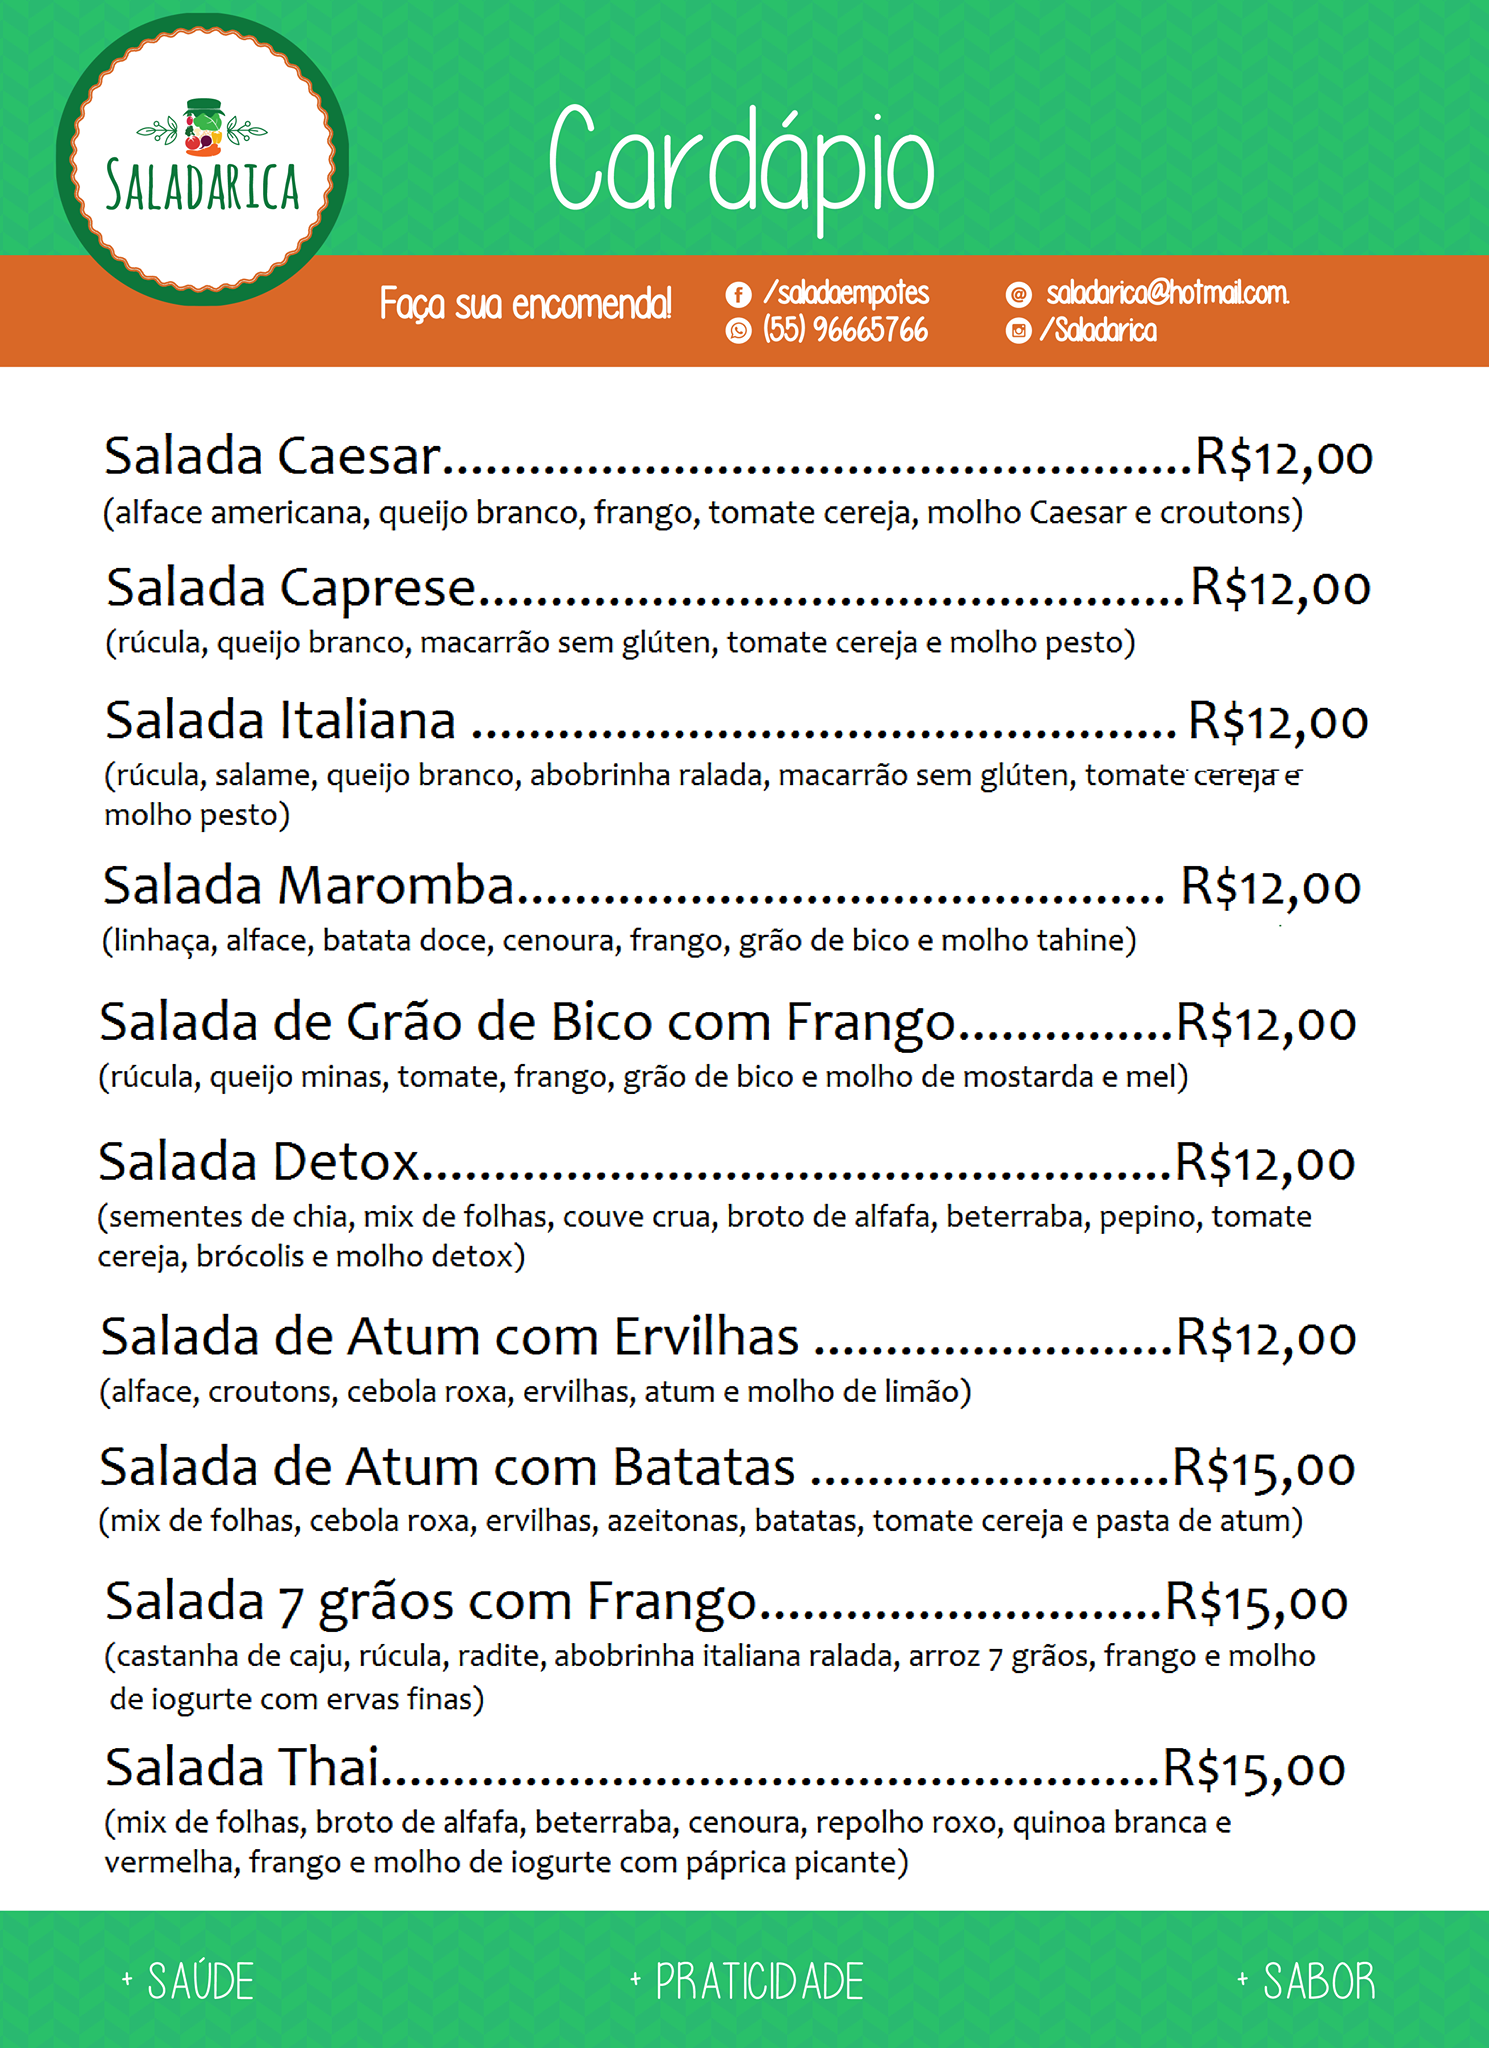 SALADARICA
Cardápio
Faça sua encomenda!
/saladaempotes
(55) 96665766
saladarica@hotmail.com.
/Saladarica
Salada Caesar....................................................R$12,00
(alface americana, queijo branco, frango, tomate cereja, molho Caesar e croutons)
Salada Caprese.................................................R$12,00
(rúcula, queijo branco, macarrão sem glúten, tomate cereja e molho pesto)
Salada Italiana ................................................. R$12,00
(rúcula, salame, queijo branco, abobrinha ralada, macarrão sem glúten, tomate cereja e
molho pesto)
Salada Maromba............................................. R$12,00
(linhaça, alface, batata doce, cenoura, frango, grão de bico e molho tahine)
Salada de Grão de Bico com Frango...............R$12,00
(rúcula, queijo minas, tomate, frango, grão de bico e molho de mostarda e mel)
Salada Detox....................................................R$12,00
(sementes de chia, mix de folhas, couve crua, broto de alfafa, beterraba, pepino, tomate
cereja, brócolis e molho detox)
Salada de Atum com Ervilhas .........................R$12,00
(alface, croutons, cebola roxa, ervilhas, atum e molho de limão)
Salada de Atum com Batatas .........................R$15,00
(mix de folhas, cebola roxa, ervilhas, azeitonas, batatas, tomate cereja e pasta de atum)
Salada 7 grãos com Frango............................R$15,00
(castanha de caju, rúcula, radite, abobrinha italiana ralada, arroz 7 grãos, frango e molho
de iogurte com ervas finas)
Salada Thai......................................................R$15,00
(mix de folhas, broto de alfafa, beterraba, cenoura, repolho roxo, quinoa branca e
vermelha, frango e molho de iogurte com páprica picante)
+ SAÚDE
+ PRATICIDADE
+ SABOR